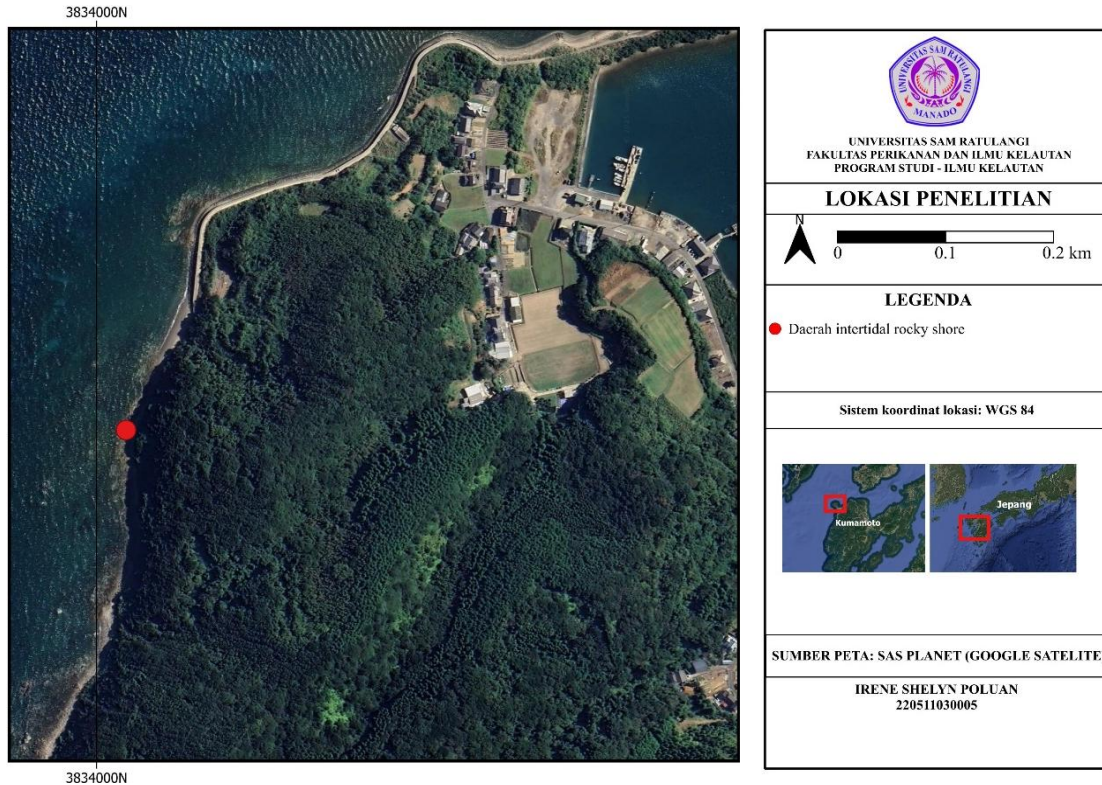 3834000N
UNIVERSITAS SAM RATULANGI
MANADO
UNIVERSITAS SAM RATULANGI
FAKULTAS PERIKANAN DAN ILMU KELAUTAN
PROGRAM STUDI - ILMU KELAUTAN
LOKASI PENELITIAN
N
0 0.1 0.2 km
LEGENDA
Daerah intertidal rocky shore
Sistem koordinat lokasi: WGS 84
Kumamoto
Jepang
SUMBER PETA: SAS PLANET (GOOGLE SATELITE)
IRENE SHELYN POLUAN
220511030005
3834000N